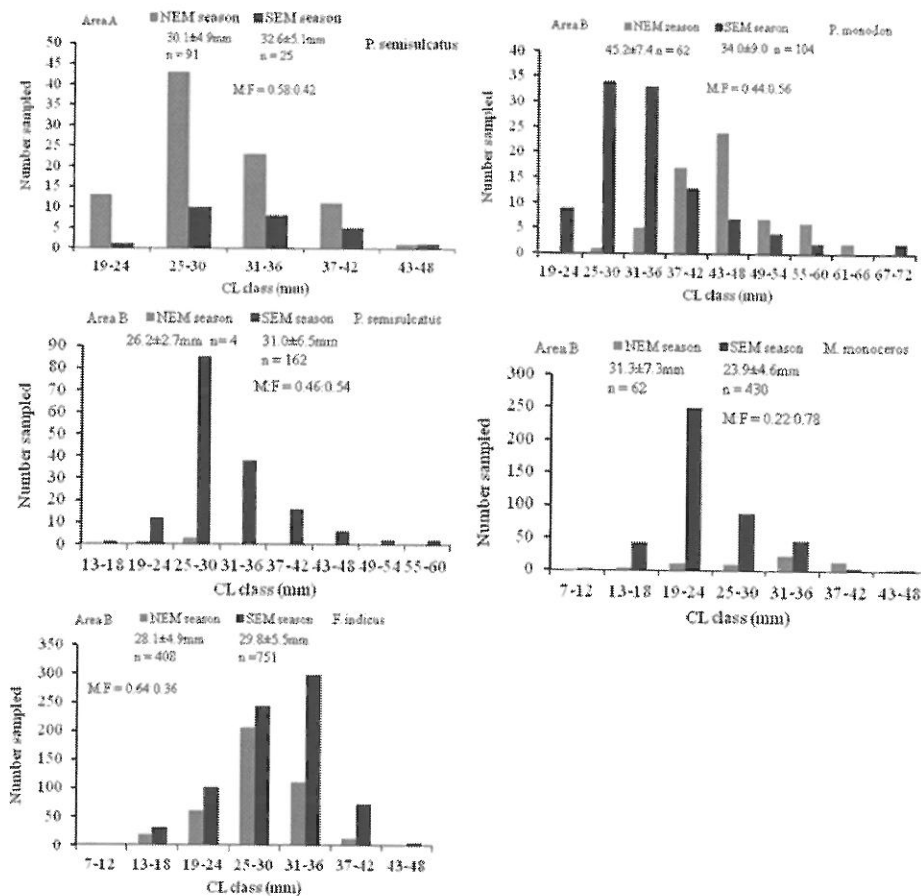 Area A NEM season SEM season
30.1±4.9mm 32.6±5.1mm P. semisulcatus
n = 91 n = 25
M:F = 0.58:0.42
Number sampled
50
45
40
35
30
25
20
15
10
5
0
19-24 25-30 31-36 37-42 43-48
CL class (mm)
Area B NEM season SEM season P. monodon
45.2±7.4 n = 62 34.0±9.0 n = 104
M:F = 0.44:0.56
Number sampled
40
35
30
25
20
15
10
5
0
19-24 25-30 31-36 37-42 43-48 49-54 55-60 61-66 67-72
CL class (mm)
Area B NEM season SEM season P. semisulcatus
26.2±2.7mm n = 4 31.0±6.5mm
n = 162
M:F = 0.46:0.54
Number sampled
90
80
70
60
50
40
30
20
10
0
13-18 19-24 25-30 31-36 37-42 43-48 49-54 55-60
CL class (mm)
Area B NEM season SEM season M. monoceros
31.3±7.3mm 23.9±4.6mm
n = 62 n = 430
M:F = 0.22:0.78
Number sampled
300
250
200
150
100
50
0
7-12 13-18 19-24 25-30 31-36 37-42 43-48
CL class (mm)
Area B NEM season SEM season F. indicus
28.1±4.9mm 29.8±5.5mm
n = 408 n =751
M:F = 0.64:0.36
Number sampled
350
300
250
200
150
100
50
0
7-12 13-18 19-24 25-30 31-36 37-42 43-48
CL class (mm)